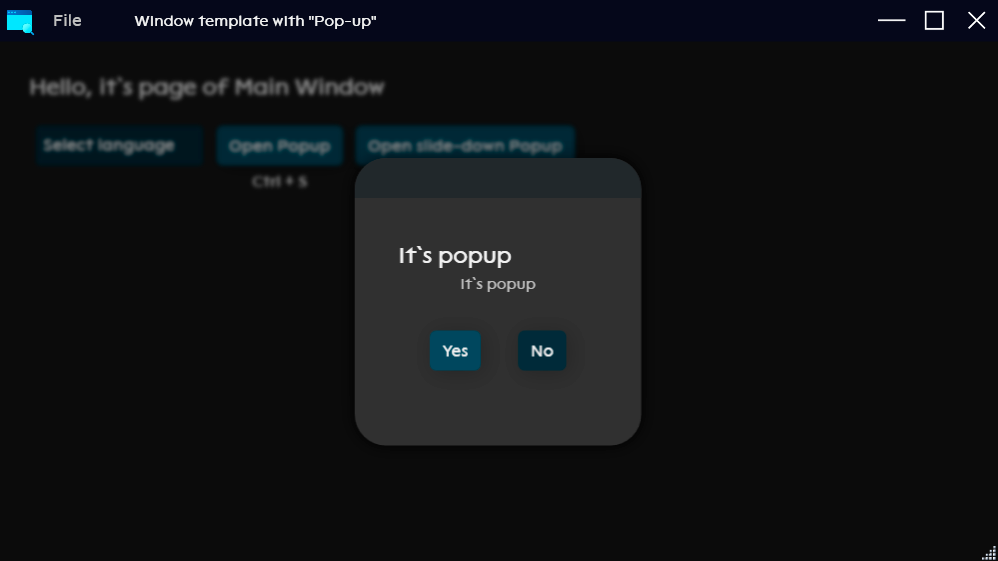 File
Window template with "Pop-up"
Hello, it`s page of Main Window
Select language
Open Popup
Open slide-down Popup
Ctrl + S
It`s popup
It`s popup
Yes
No